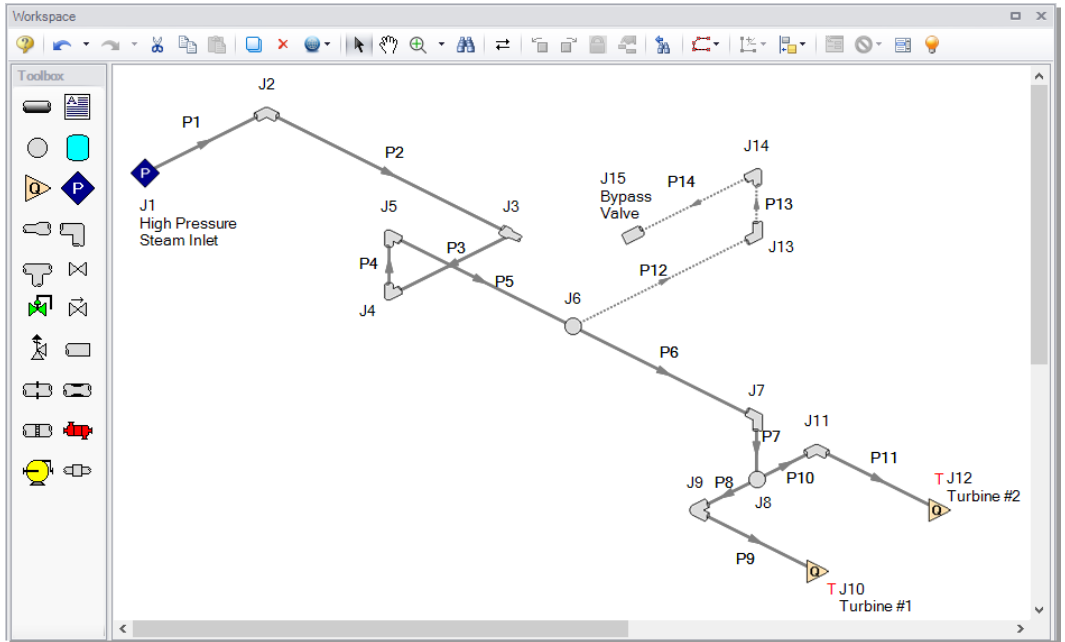 Workspace
Toolbox
A
Q
P
J2
P1
P2
P
J1
High Pressure
Steam Inlet
J14
J15
Bypass
Valve
P14
P13
J13
J5
J3
P3
P4
P5
J4
P12
J6
P6
J7
P7
J11
P11
P10
J9
P8
J8
T J12
Turbine #2
Q
P9
Q
T J10
Turbine #1